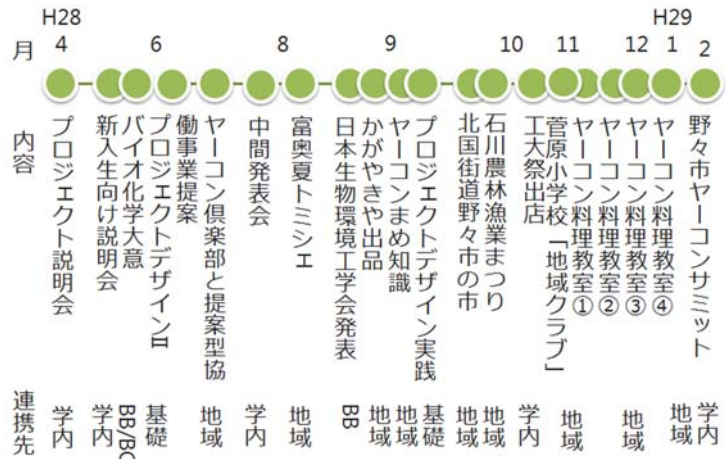 H28 H29
月 4 6 8 9 10 11 12 1 2
内容
プロジェクト説明会
新入生向け説明会
バイオ化学大意
プロジェクトデザインⅡ
働事業提案
ヤーコン倶楽部と提案型協
中間発表会
富奥夏トミシェ
日本生物環境工学会発表
かがやきや出品
ヤーコンまめ知識
プロジェクトデザイン実践
北国街道野々市の市
石川農林漁業まつり
工大祭出店
菅原小学校「地域クラブ」
ヤーコン料理教室①
ヤーコン料理教室②
ヤーコン料理教室③
ヤーコン料理教室④
野々市ヤーコンサミット
連携先
学内
学内
BB/BC
基礎
地域
学内
地域
BB
地域
地域
基礎
地域
地域
学内
地域
地域
地域
学内